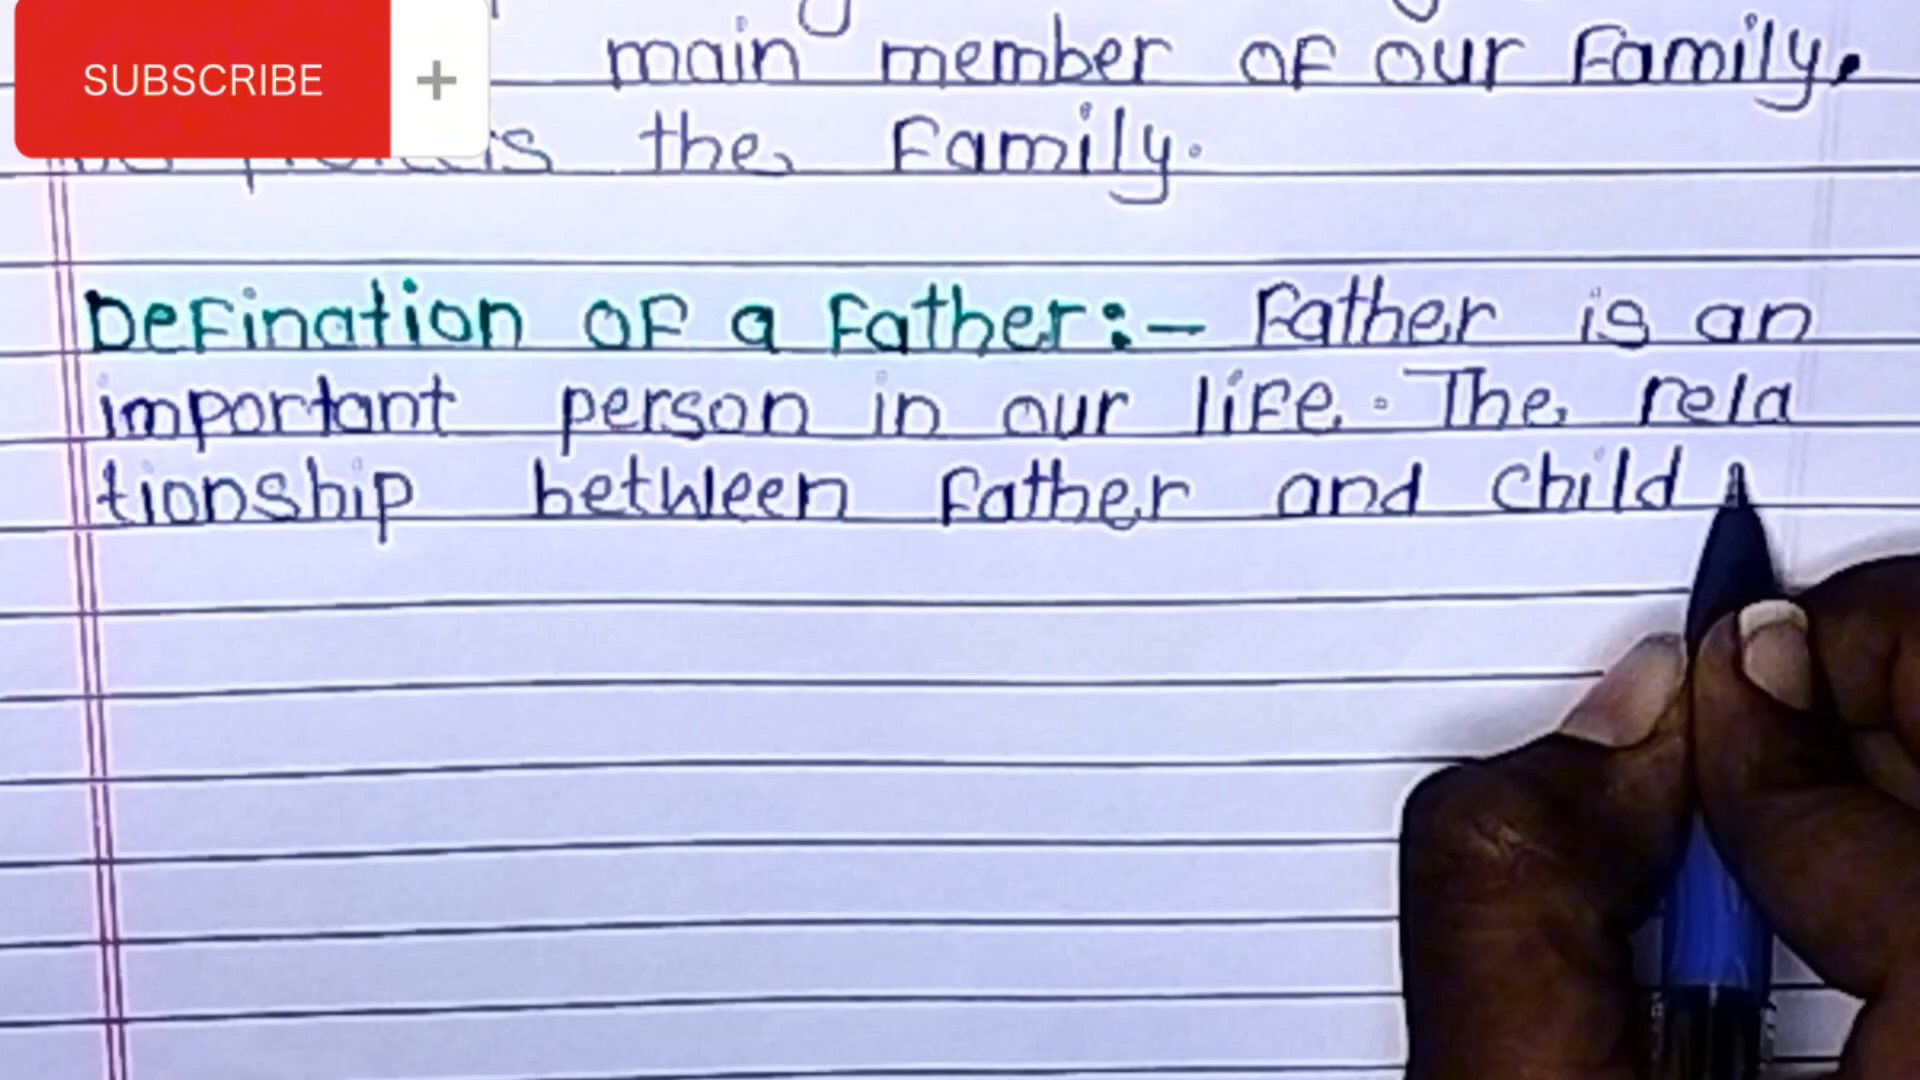 SUBSCRIBE +
main member of our Family.
the Family.
Defination of a Father:- Father is an
important person in our life. The rela
tionship between Father and child